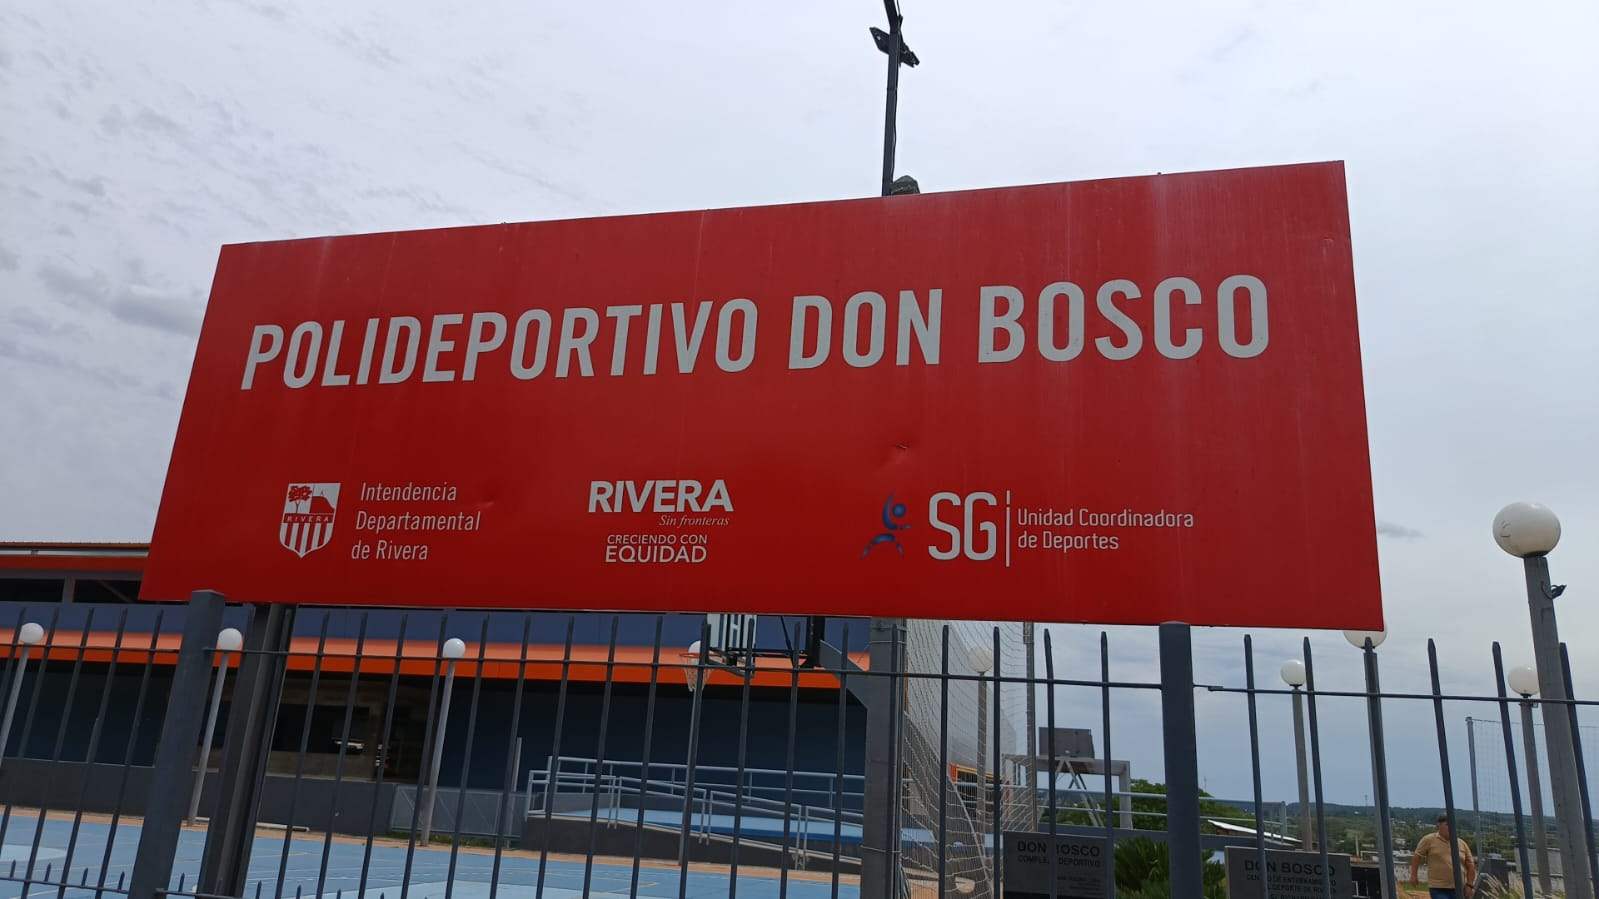 POLIDEPORTIVO DON BOSCO
RIVERA
Intendencia
Departamental
de Rivera
RIVERA
Sin fronteras
CRECIENDO CON
EQUIDAD
SG
Unidad Coordinadora
de Deportes
DON BOSCO
COMPLEJO DEPORTIVO
DON BOSCO